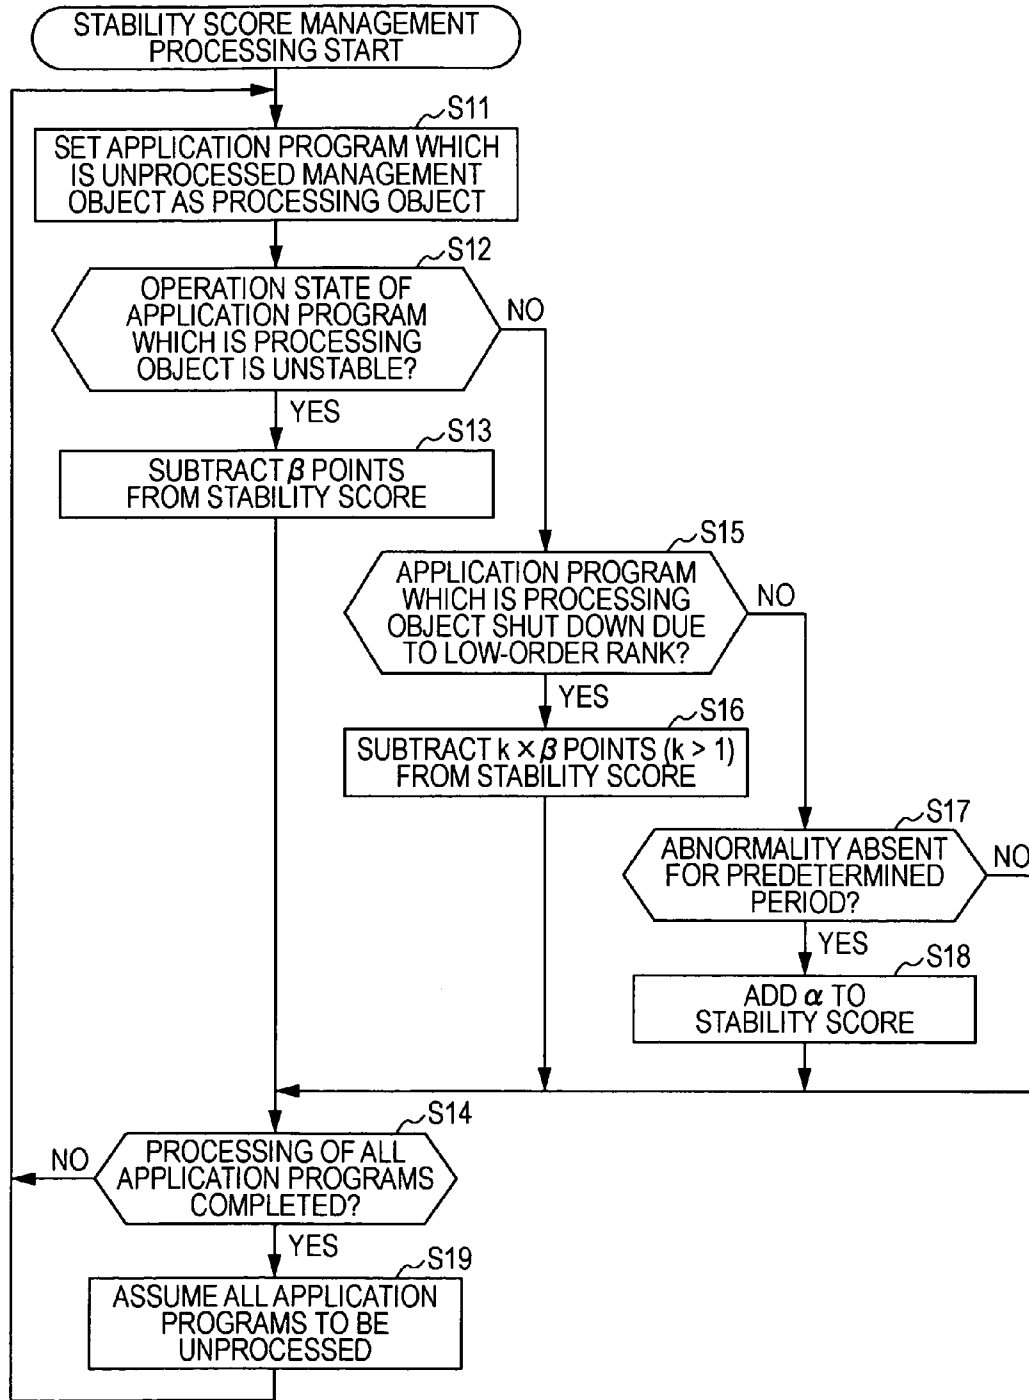 STABILITY SCORE MANAGEMENT
PROCESSING START
S11
SET APPLICATION PROGRAM WHICH
IS UNPROCESSED MANAGEMENT
OBJECT AS PROCESSING OBJECT
S12
OPERATION STATE OF
APPLICATION PROGRAM
WHICH IS PROCESSING
OBJECT IS UNSTABLE?
NO
YES
S13
SUBTRACT β POINTS
FROM STABILITY SCORE
S15
APPLICATION PROGRAM
WHICH IS PROCESSING
OBJECT SHUT DOWN DUE
TO LOW-ORDER RANK?
NO
YES
S16
SUBTRACT k × β POINTS (k > 1)
FROM STABILITY SCORE
S17
ABNORMALITY ABSENT
FOR PREDETERMINED
PERIOD?
NO
YES
S18
ADD α TO
STABILITY SCORE
S14
PROCESSING OF ALL
APPLICATION PROGRAMS
COMPLETED?
NO
YES
S19
ASSUME ALL APPLICATION
PROGRAMS TO BE
UNPROCESSED